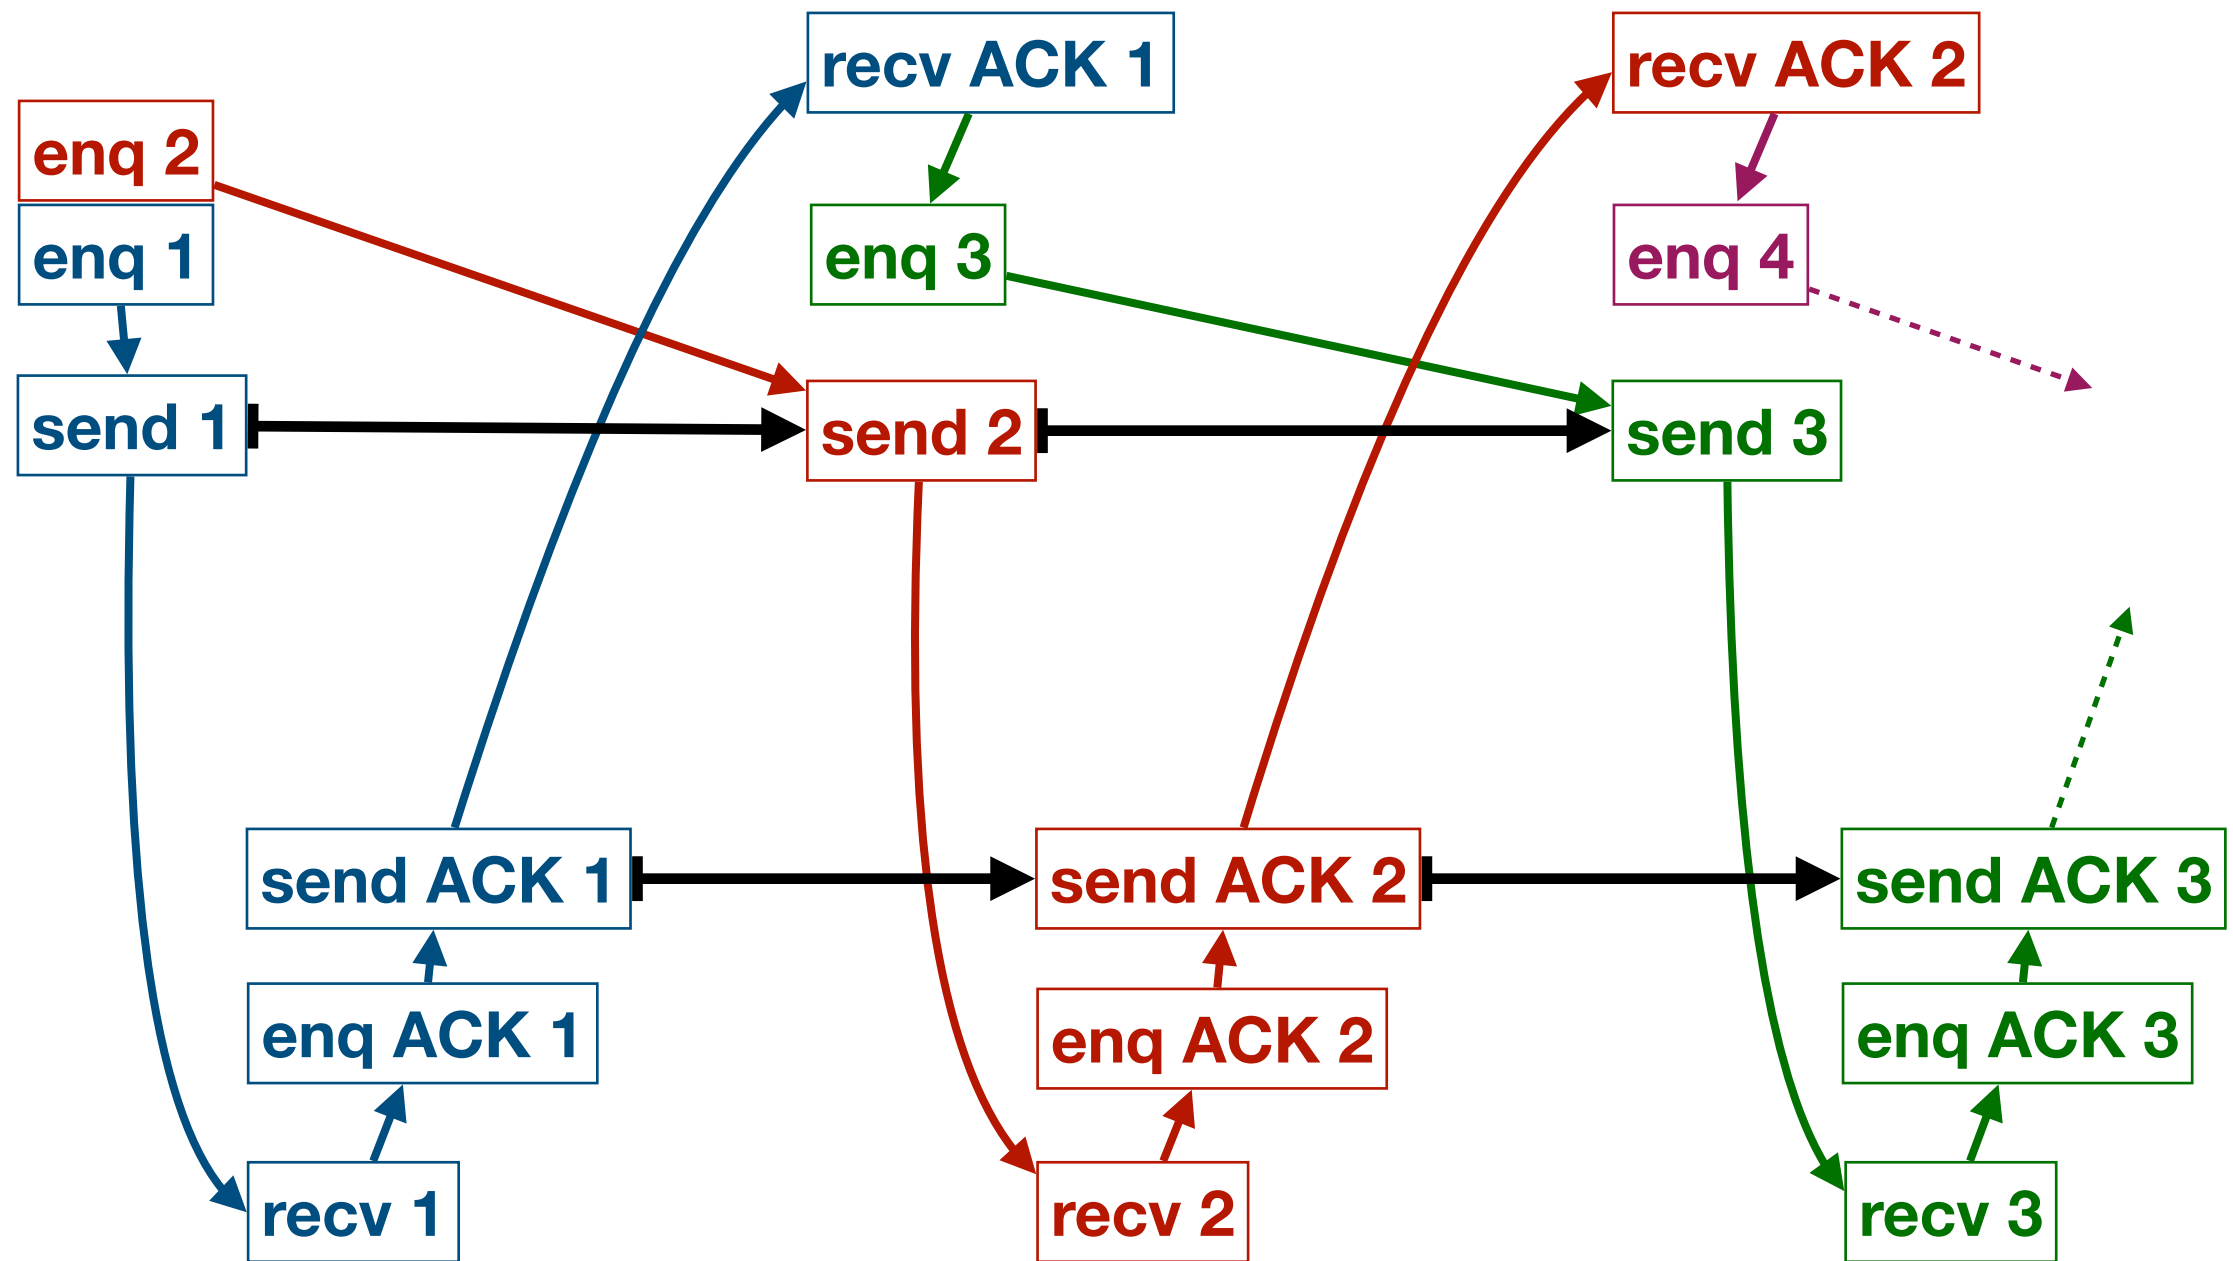 recv ACK 1
recv ACK 2
enq 2
enq 1
enq 3
enq 4
send 1
send 2
send 3
send ACK 1
send ACK 2
send ACK 3
enq ACK 1
enq ACK 2
enq ACK 3
recv 1
recv 2
recv 3